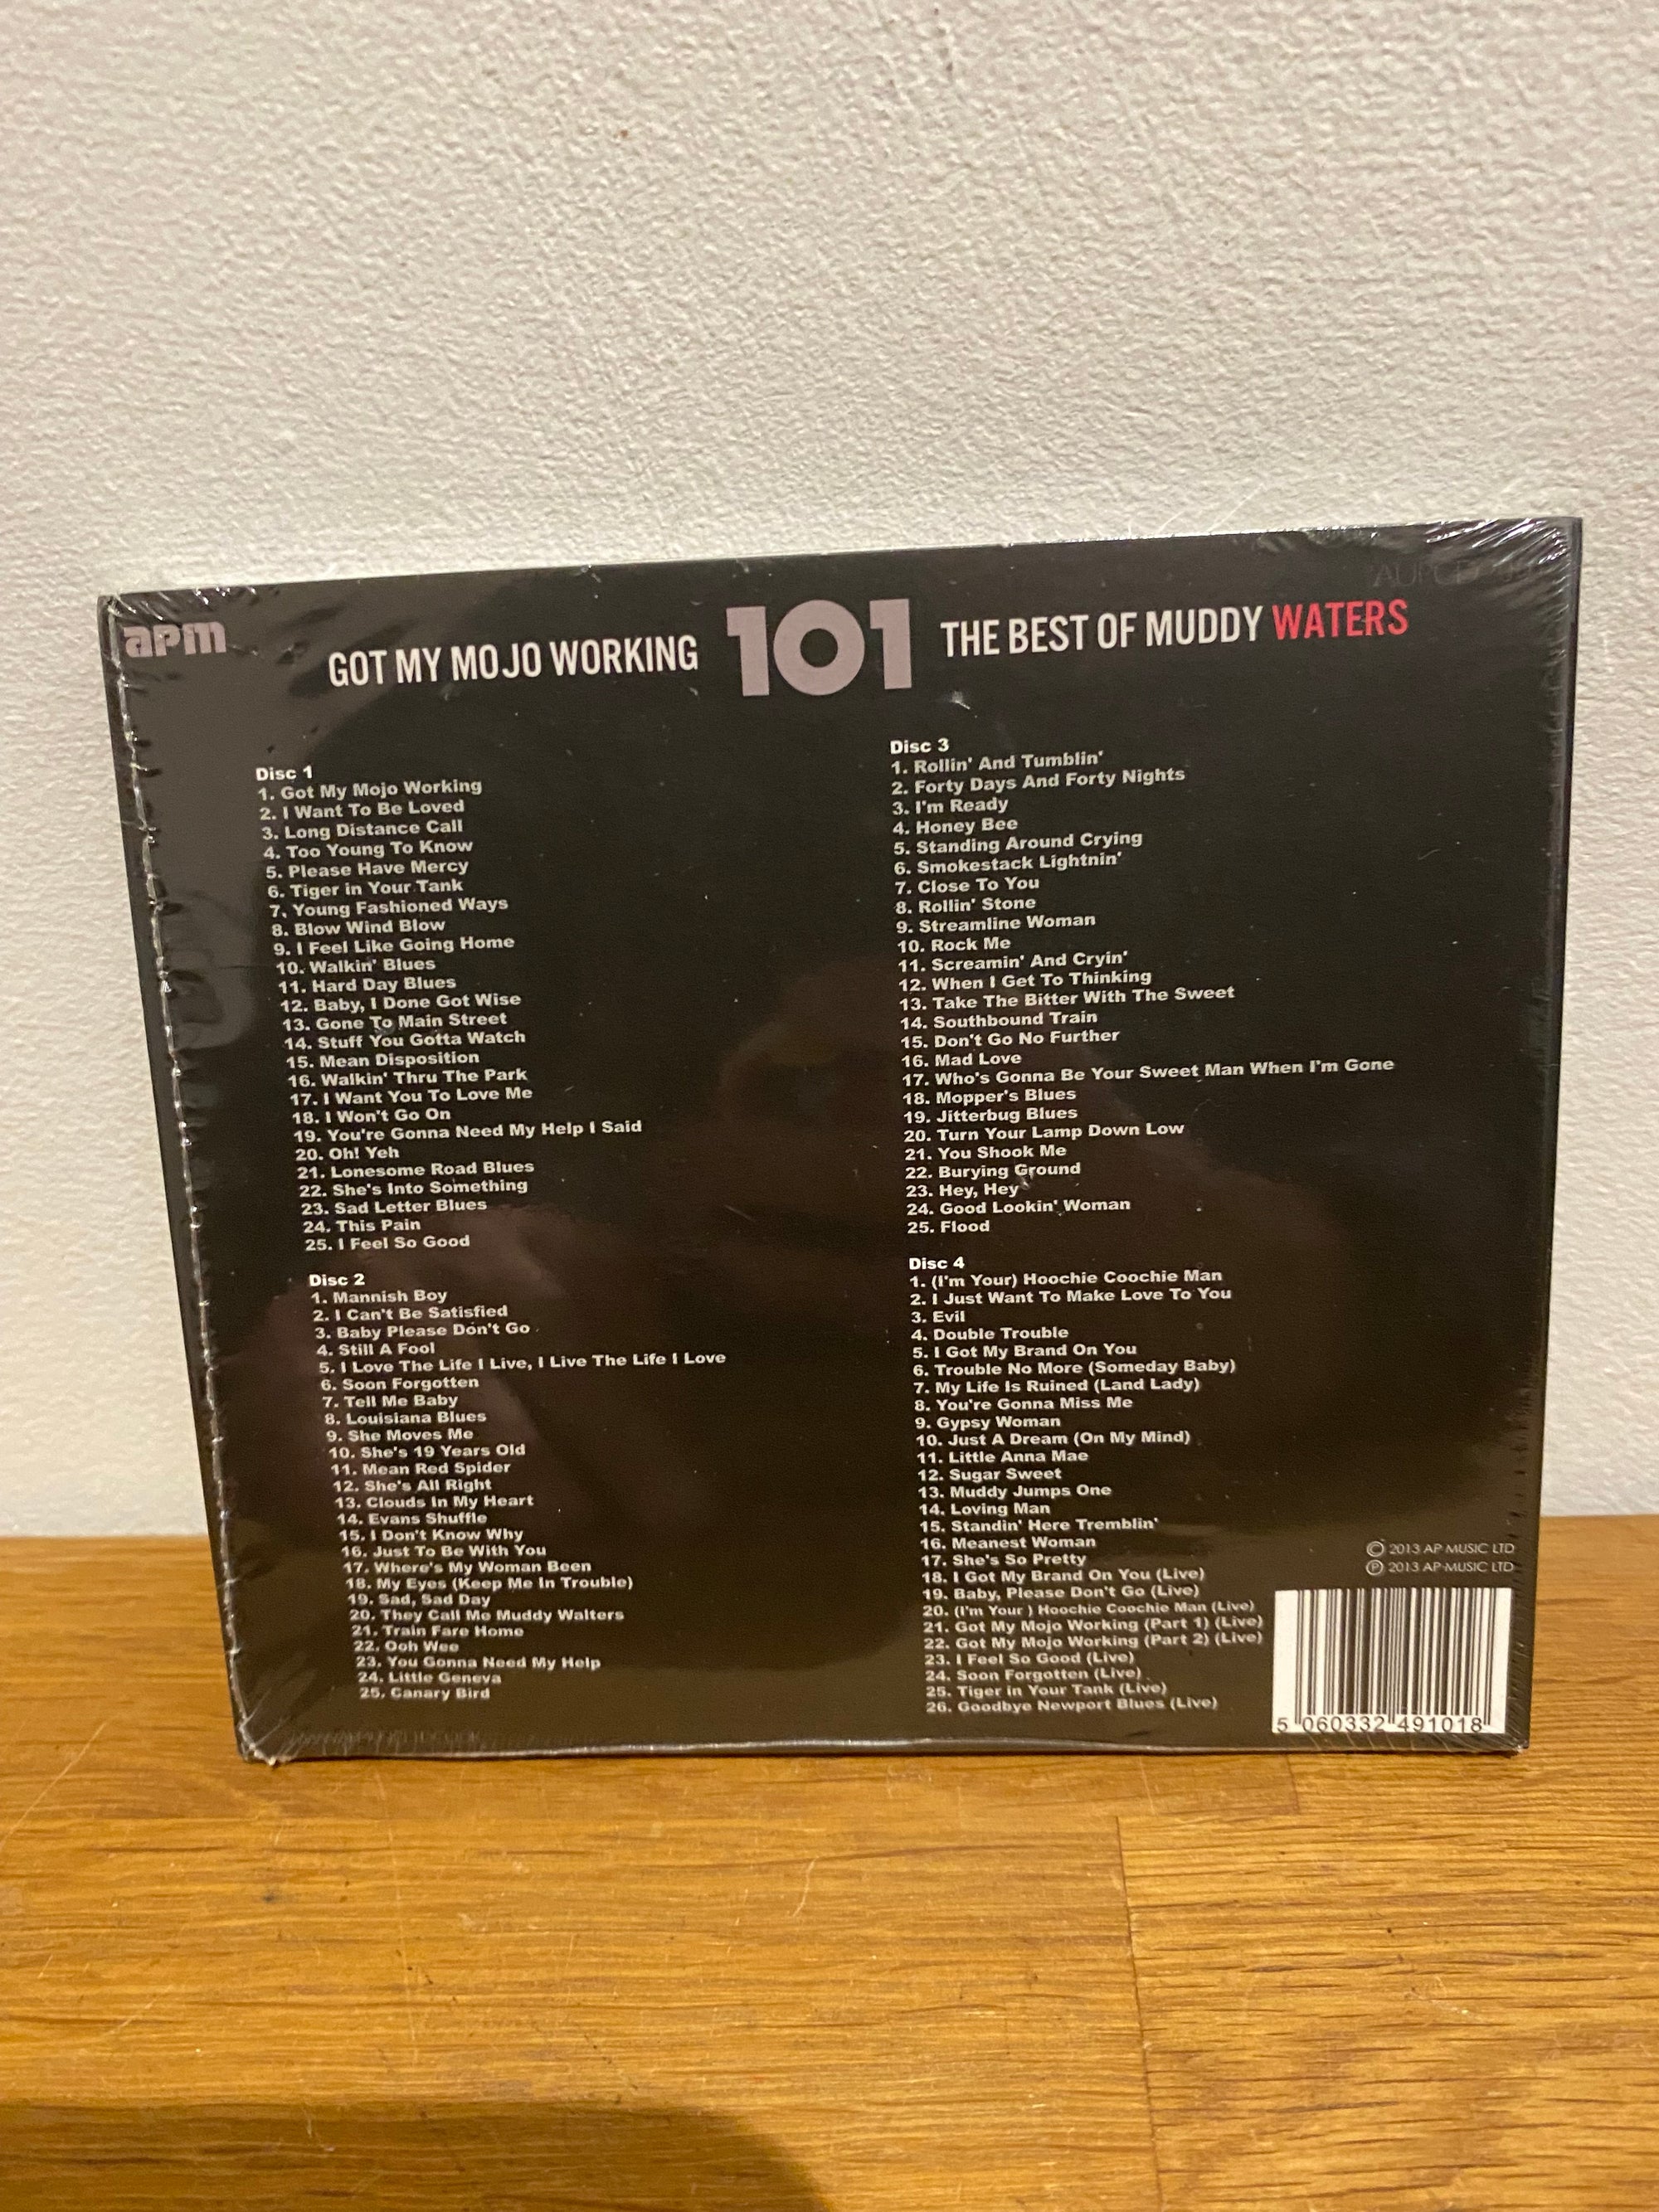 apm
GOT MY MOJO WORKING 101 THE BEST OF MUDDY WATERS
Disc 1
1. Got My Mojo Working
2. I Want To Be Loved
3. Long Distance Call
4. Too Young To Know
5. Please Have Mercy
6. Tiger in Your Tank
7. Young Fashioned Ways
8. Blow Wind Blow
9. I Feel Like Going Home
10. Walkin' Blues
11. Hard Day Blues
12. Baby, I Done Got Wise
13. Gone To Main Street
14. Stuff You Gotta Watch
15. Mean Disposition
16. Walkin' Thru The Park
17. I Want You To Love Me
18. I Won't Go On
19. You're Gonna Need My Help I Said
20. Oh! Yeh
21. Lonesome Road Blues
22. She's Into Something
23. Sad Letter Blues
24. This Pain
25. I Feel So Good
Disc 2
1. Mannish Boy
2. I Can't Be Satisfied
3. Baby Please Don't Go
4. Still A Fool
5. I Love The Life I Live, I Live The Life I Love
6. Soon Forgotten
7. Tell Me Baby
8. Louisiana Blues
9. She Moves Me
10. She's 19 Years Old
11. Mean Red Spider
12. She's All Right
13. Clouds In My Heart
14. Evans Shuffle
15. I Don't Know Why
16. Just To Be With You
17. Where's My Woman Been
18. My Eyes (Keep Me In Trouble)
19. Sad, Sad Day
20. They Call Me Muddy Walters
21. Train Fare Home
22. Ooh Wee
23. You Gonna Need My Help
24. Little Geneva
25. Canary Bird
Disc 3
1. Rollin' And Tumblin'
2. Forty Days And Forty Nights
3. I'm Ready
4. Honey Bee
5. Standing Around Crying
6. Smokestack Lightnin'
7. Close To You
8. Rollin' Stone
9. Streamline Woman
10. Rock Me
11. Screamin' And Cryin'
12. When I Get To Thinking
13. Take The Bitter With The Sweet
14. Southbound Train
15. Don't Go No Further
16. Mad Love
17. Who's Gonna Be Your Sweet Man When I'm Gone
18. Mopper's Blues
19. Jitterbug Blues
20. Turn Your Lamp Down Low
21. You Shook Me
22. Burying Ground
23. Hey, Hey
24. Good Lookin' Woman
25. Flood
Disc 4
1. (I'm Your) Hoochie Coochie Man
2. I Just Want To Make Love To You
3. Evil
4. Double Trouble
5. I Got My Brand On You
6. Trouble No More (Someday Baby)
7. My Life Is Ruined (Land Lady)
8. You're Gonna Miss Me
9. Gypsy Woman
10. Just A Dream (On My Mind)
11. Little Anna Mae
12. Sugar Sweet
13. Muddy Jumps One
14. Loving Man
15. Standin' Here Tremblin'
16. Meanest Woman
17. She's So Pretty
18. I Got My Brand On You (Live)
19. Baby, Please Don't Go (Live)
20. (I'm Your ) Hoochie Coochie Man (Live)
21. Got My Mojo Working (Part 1) (Live)
22. Got My Mojo Working (Part 2) (Live)
23. I Feel So Good (Live)
24. Soon Forgotten (Live)
25. Tiger in Your Tank (Live)
26. Goodbye Newport Blues (Live)
© 2013 AP MUSIC LTD
℗ 2013 AP MUSIC LTD
5 060332 491018